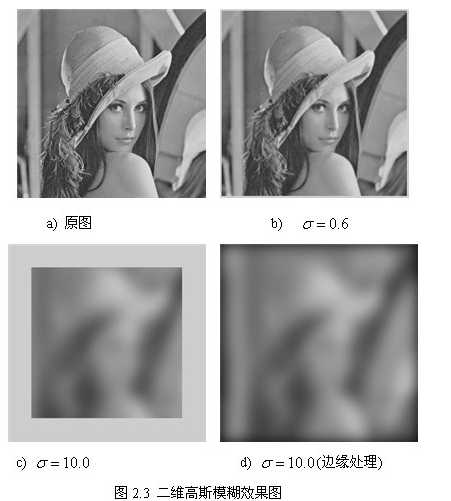 a) 原图
b) σ = 0.6
c) σ = 10.0
d) σ = 10.0(边缘处理)
图 2.3 二维高斯模糊效果图